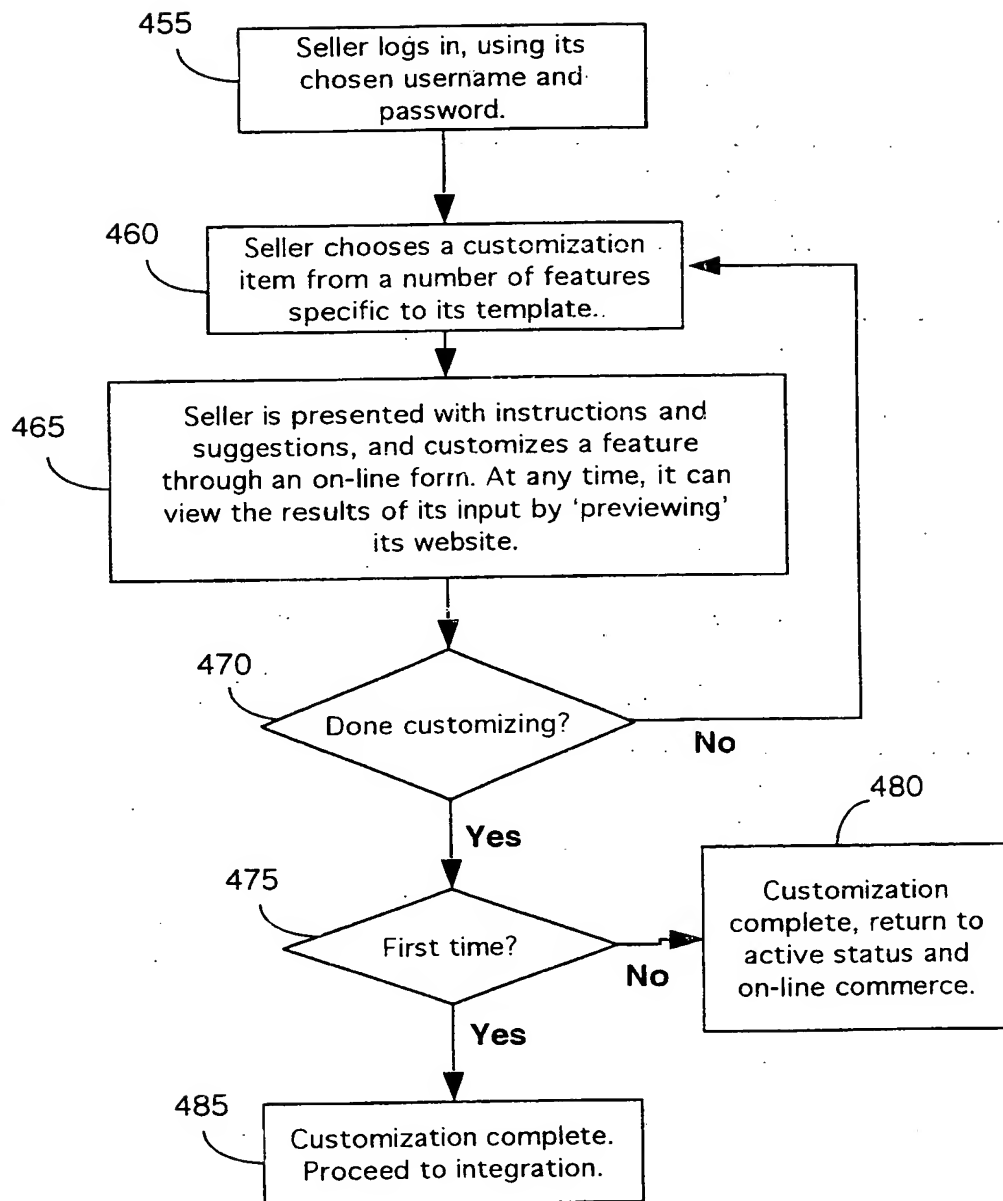 455
Seller logs in, using its
chosen username and
password.
460
Seller chooses a customization
item from a number of features
specific to its template.
465
Seller is presented with instructions and
suggestions, and customizes a feature
through an on-line form. At any time, it can
view the results of its input by ‘previewing’
its website.
470
Done customizing?
No
Yes
480
Customization
complete, return to
active status and
on-line commerce.
475
First time?
No
Yes
485
Customization complete.
Proceed to integration.